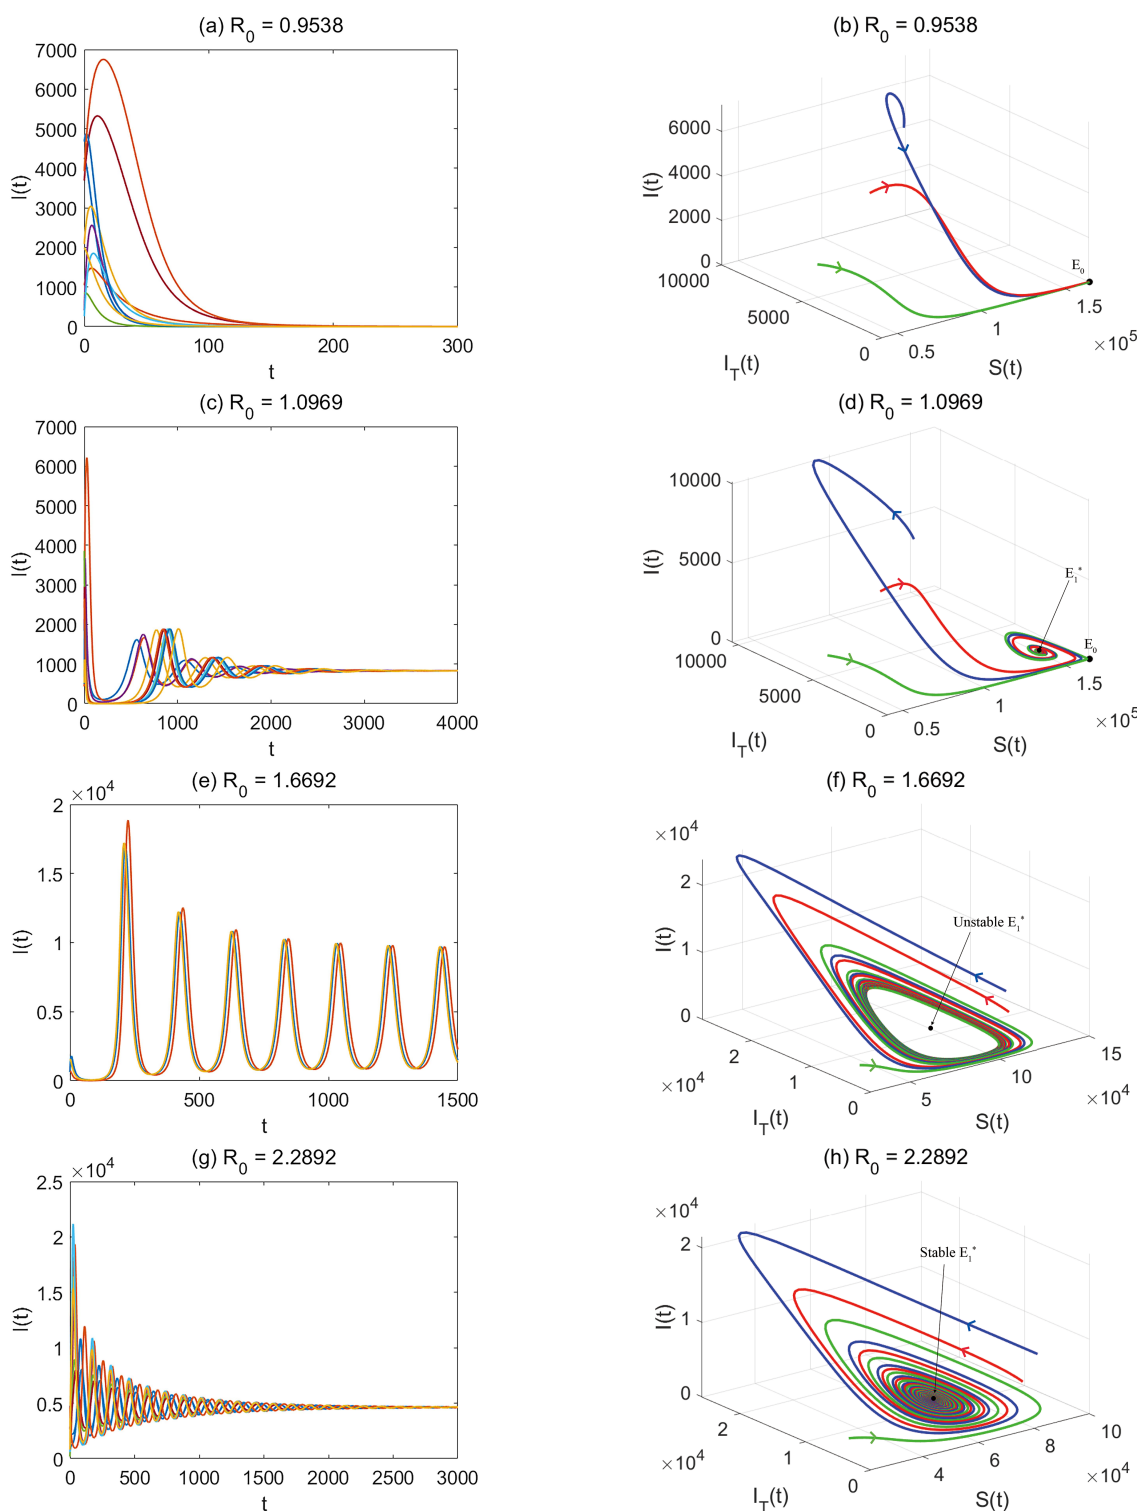 (a) R0 = 0.9538
7000
6000
5000
4000
3000
2000
1000
0
I(t)
0
100
200
300
t
(b) R0 = 0.9538
6000
4000
2000
0
I(t)
10000
5000
0
IT(t)
0.5
1
1.5
×10^5
S(t)
E0
(c) R0 = 1.0969
7000
6000
5000
4000
3000
2000
1000
0
I(t)
0
1000
2000
3000
4000
t
(d) R0 = 1.0969
10000
5000
0
I(t)
10000
5000
0
IT(t)
0.5
1
1.5
×10^5
S(t)
E1*
E0
(e) R0 = 1.6692
×10^4
2
1.5
1
0.5
0
I(t)
0
500
1000
1500
t
(f) R0 = 1.6692
×10^4
2
1
0
I(t)
2
1
0
×10^4
IT(t)
5
10
15
×10^4
S(t)
Unstable E1*
(g) R0 = 2.2892
×10^4
2.5
2
1.5
1
0.5
0
I(t)
0
500
1000
1500
2000
2500
3000
t
(h) R0 = 2.2892
×10^4
2
1
0
I(t)
2
1
0
×10^4
IT(t)
4
6
8
10
×10^4
S(t)
Stable E1*